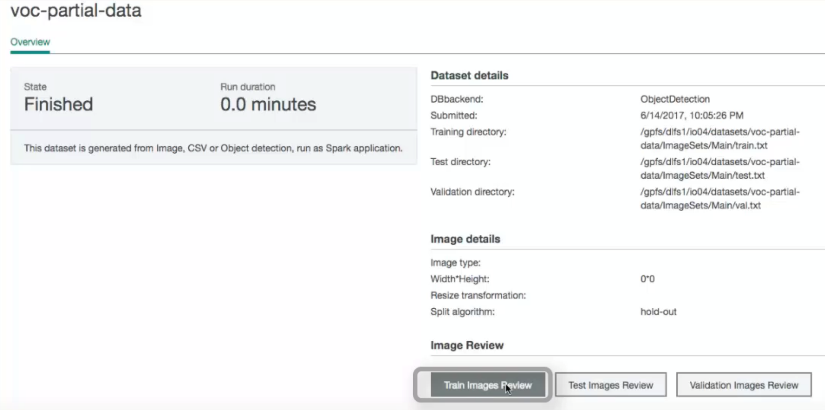 voc-partial-data
Overview
State
Finished
Run duration
0.0 minutes
This dataset is generated from Image, CSV or Object detection, run as Spark application.
Dataset details
DBbackend: ObjectDetection
Submitted: 6/14/2017, 10:05:26 PM
Training directory: /gpfs/dlfs1/io04/datasets/voc-partial-
data/ImageSets/Main/train.txt
Test directory: /gpfs/dlfs1/io04/datasets/voc-partial-
data/ImageSets/Main/test.txt
Validation directory: /gpfs/dlfs1/io04/datasets/voc-partial-
data/ImageSets/Main/val.txt
Image details
Image type:
Width*Height: 0*0
Resize transformation:
Split algorithm: hold-out
Image Review
Train Images Review
Test Images Review
Validation Images Review